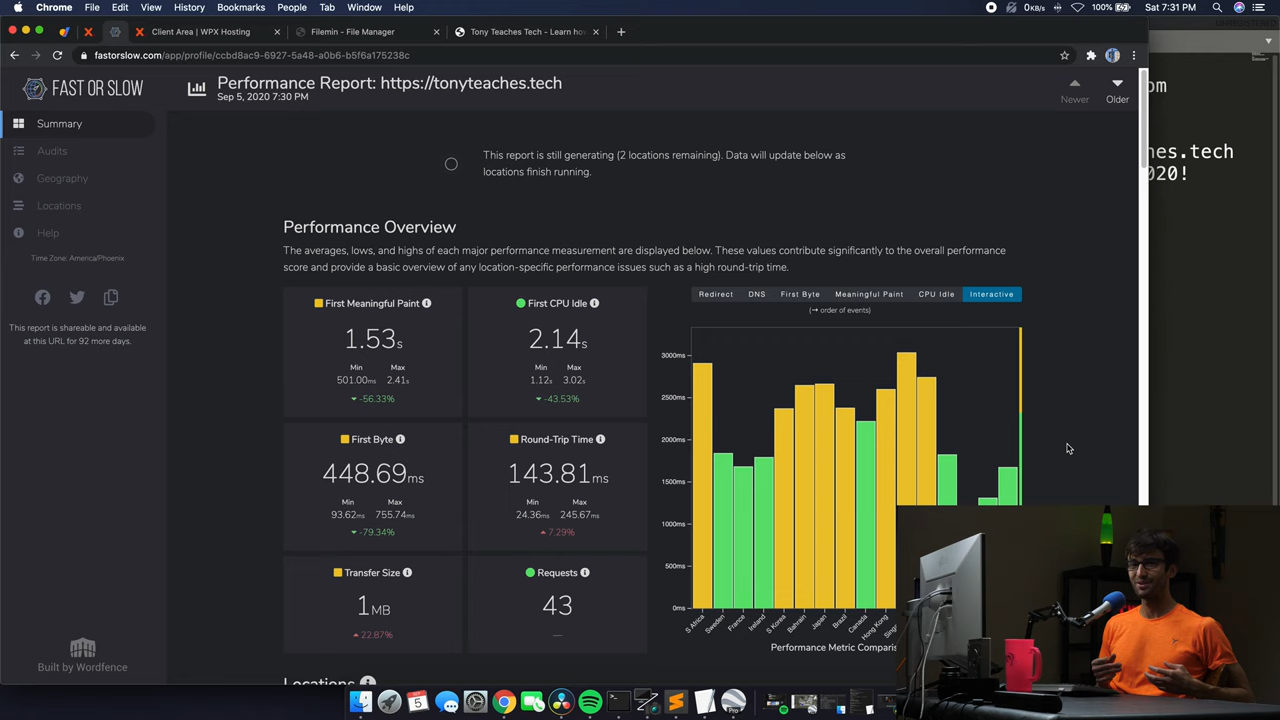 Chrome File Edit View History Bookmarks People Tab Window Help
0KB/s 100% Sat 7:31 PM
Client Area | WPX Hosting
Filemin - File Manager
Tony Teaches Tech - Learn ho
fastorslow.com/app/profile/ccbd8ac9-6927-5a48-a0b6-b5f6a175238c
FAST OR SLOW
Summary
Audits
Geography
Locations
Help
Time Zone: America/Phoenix
This report is shareable and available
at this URL for 92 more days.
Built by Wordfence
Performance Report: https://tonyteaches.tech
Sep 5, 2020 7:30 PM
Newer
Older
This report is still generating (2 locations remaining). Data will update below as
locations finish running.
Performance Overview
The averages, lows, and highs of each major performance measurement are displayed below. These values contribute significantly to the overall performance
score and provide a basic overview of any location-specific performance issues such as a high round-trip time.
First Meaningful Paint
1.53s
Min Max
501.00ms 2.41s
-56.33%
First CPU Idle
2.14s
Min Max
1.12s 3.02s
-43.53%
First Byte
448.69ms
Min Max
93.62ms 755.74ms
-79.34%
Round-Trip Time
143.81ms
Min Max
24.36ms 245.67ms
7.29%
Transfer Size
1MB
22.87%
Requests
43
—
Locations
Redirect DNS First Byte Meaningful Paint CPU Idle Interactive
(→ order of events)
3000ms
2500ms
2000ms
1500ms
1000ms
500ms
0ms
S Africa
Sweden
France
Ireland
S Korea
Bahrain
Japan
Brazil
Canada
Hong Kong
Sing
Performance Metric Comparis
om
hes.tech
020!
5